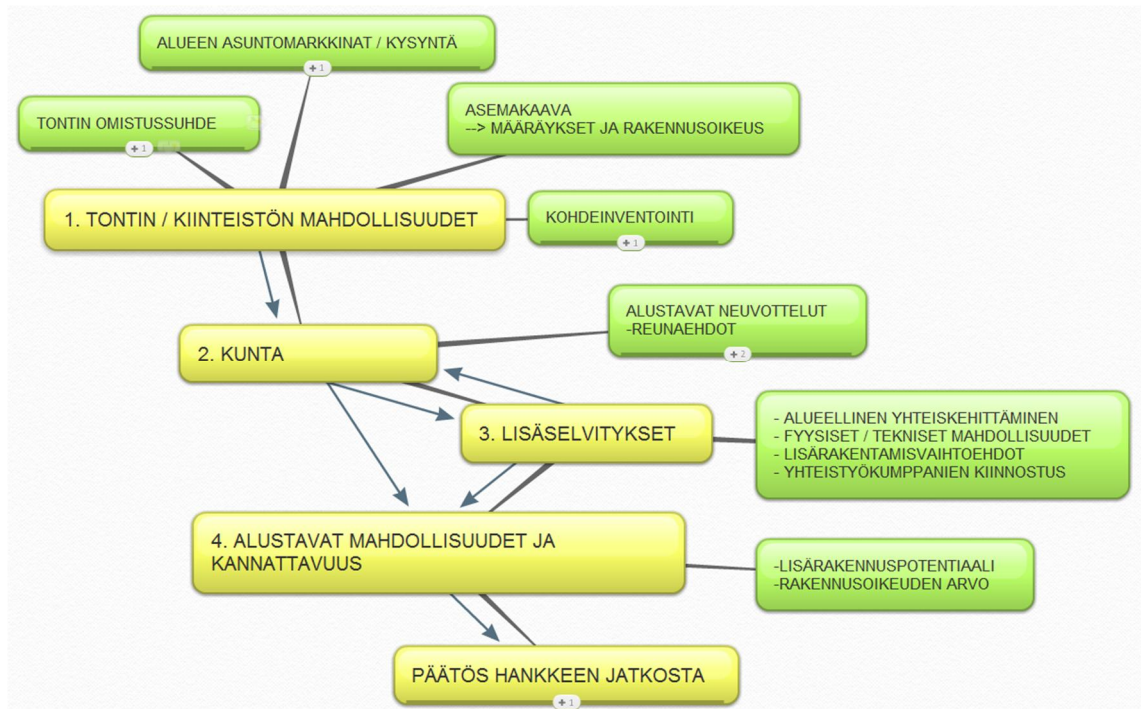 ALUEEN ASUNTOMARKKINAT / KYSYNTÄ
+ 1
TONTIN OMISTUSSUHDE
+ 1
ASEMAKAAVA
--> MÄÄRÄYKSET JA RAKENNUSOIKEUS
1. TONTIN / KIINTEISTÖN MAHDOLLISUUDET
KOHDEINVENTOINTI
+ 1
ALUSTAVAT NEUVOTTELUT
-REUNAEHDOT
+ 2
2. KUNTA
3. LISÄSELVITYKSET
- ALUEELLINEN YHTEISKEHITTÄMINEN
- FYYSISET / TEKNISET MAHDOLLISUUDET
- LISÄRAKENTAMISVAIHTOEHDOT
- YHTEISTYÖKUMPPANIEN KIINNOSTUS
4. ALUSTAVAT MAHDOLLISUUDET JA
KANNATTAVUUS
-LISÄRAKENNUSPOTENTIAALI
-RAKENNUSOIKEUDEN ARVO
PÄÄTÖS HANKKEEN JATKOSTA
+ 1